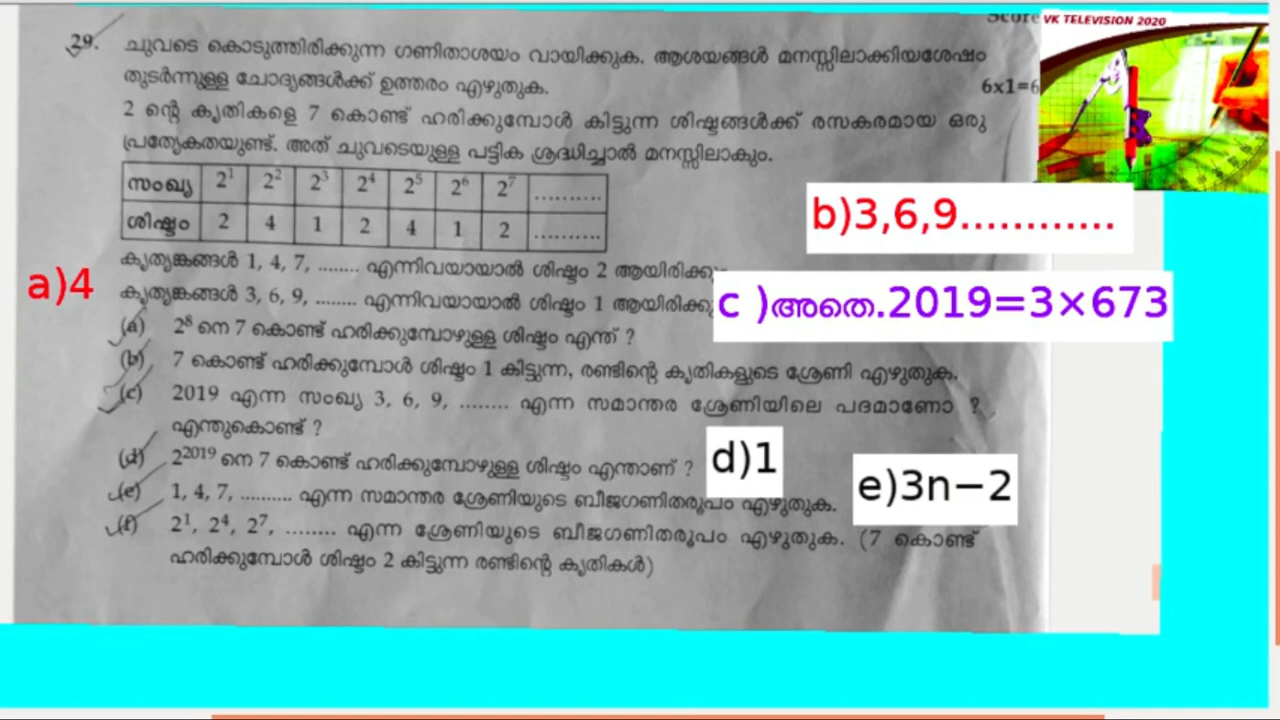 Score VK TELEVISION 2020
29. ചുവടെ കൊടുത്തിരിക്കുന്ന ഗണിതാശയം വായിക്കുക. ആശയങ്ങൾ മനസ്സിലാക്കിയശേഷം
തുടർന്നുള്ള ചോദ്യങ്ങൾക്ക് ഉത്തരം എഴുതുക. 6x1=6
2 ന്റെ കൃതികളെ 7 കൊണ്ട് ഹരിക്കുമ്പോൾ കിട്ടുന്ന ശിഷ്ടങ്ങൾക്ക് രസകരമായ ഒരു
പ്രത്യേകതയുണ്ട്. അത് ചുവടെയുള്ള പട്ടിക ശ്രദ്ധിച്ചാൽ മനസ്സിലാകും.
സംഖ്യ 2¹ 2² 2³ 2⁴ 2⁵ 2⁶ 2⁷ ..........
ശിഷ്ടം 2 4 1 2 4 1 2 ..........
b)3,6,9............
കൃത്യങ്കങ്ങൾ 1, 4, 7, ........ എന്നിവയായാൽ ശിഷ്ടം 2 ആയിരിക്കും
a)4
കൃത്യങ്കങ്ങൾ 3, 6, 9, ........ എന്നിവയായാൽ ശിഷ്ടം 1 ആയിരിക്കു
c )അതെ.2019=3×673
(a) 2⁸ നെ 7 കൊണ്ട് ഹരിക്കുമ്പോഴുള്ള ശിഷ്ടം എന്ത് ?
(b) 7 കൊണ്ട് ഹരിക്കുമ്പോൾ ശിഷ്ടം 1 കിട്ടുന്ന, രണ്ടിന്റെ കൃതികളുടെ ശ്രേണി എഴുതുക.
(c) 2019 എന്ന സംഖ്യ 3, 6, 9, ........ എന്ന സമാന്തര ശ്രേണിയിലെ പദമാണോ ?
എന്തുകൊണ്ട് ?
(d) 2²⁰¹⁹ നെ 7 കൊണ്ട് ഹരിക്കുമ്പോഴുള്ള ശിഷ്ടം എന്താണ് ? d)1
(e) 1, 4, 7, .......... എന്ന സമാന്തര ശ്രേണിയുടെ ബീജഗണിതരൂപം എഴുതുക. e)3n−2
(f) 2¹, 2⁴, 2⁷, ........ എന്ന ശ്രേണിയുടെ ബീജഗണിതരൂപം എഴുതുക. (7 കൊണ്ട്
ഹരിക്കുമ്പോൾ ശിഷ്ടം 2 കിട്ടുന്ന രണ്ടിന്റെ കൃതികൾ)